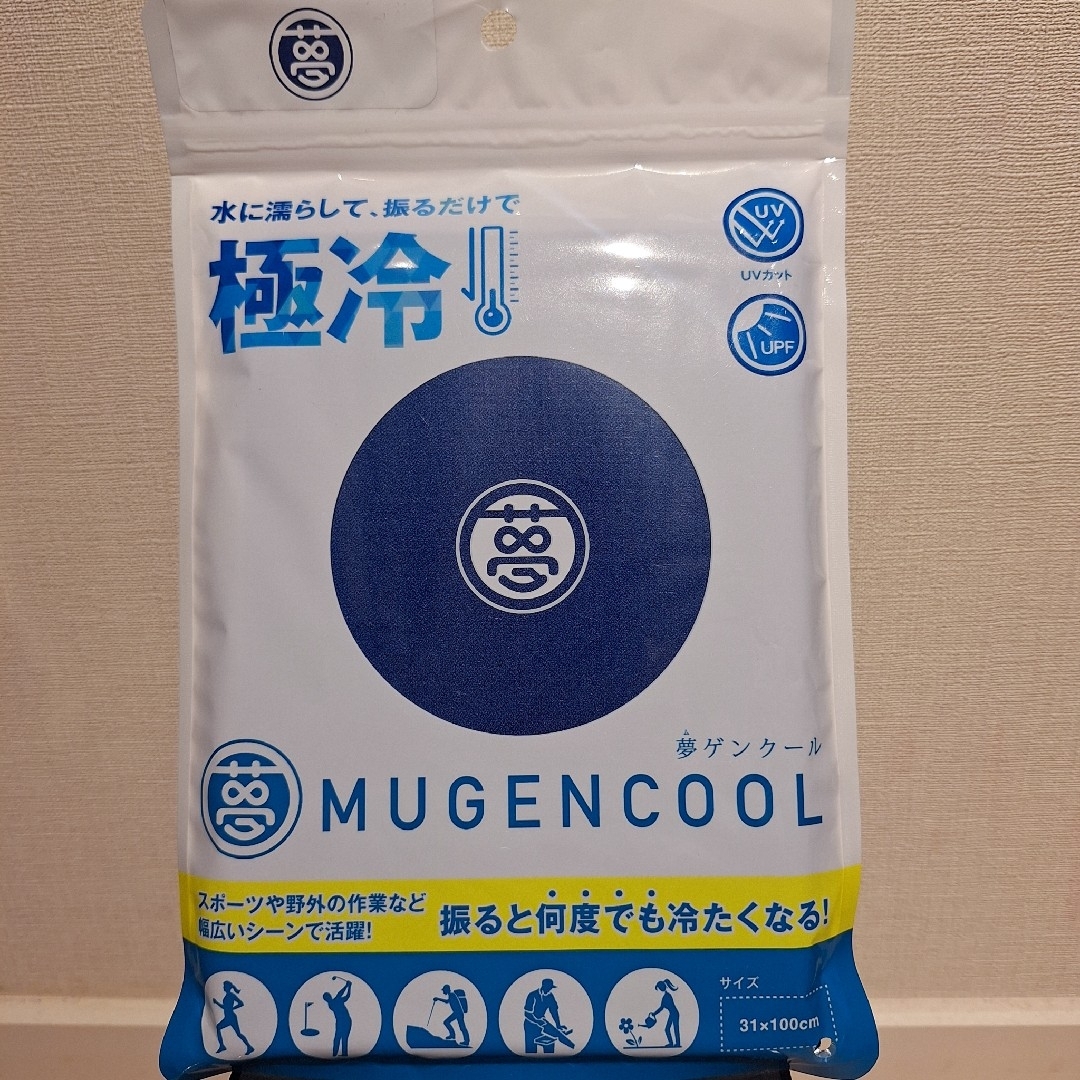 夢
水に濡らして、振るだけで
極冷
UV
UVカット
UPF
夢
ム
夢ゲンクール
夢 MUGENCOOL
スポーツや野外の作業など
幅広いシーンで活躍!
振ると何度でも冷たくなる!
サイズ
31×100cm